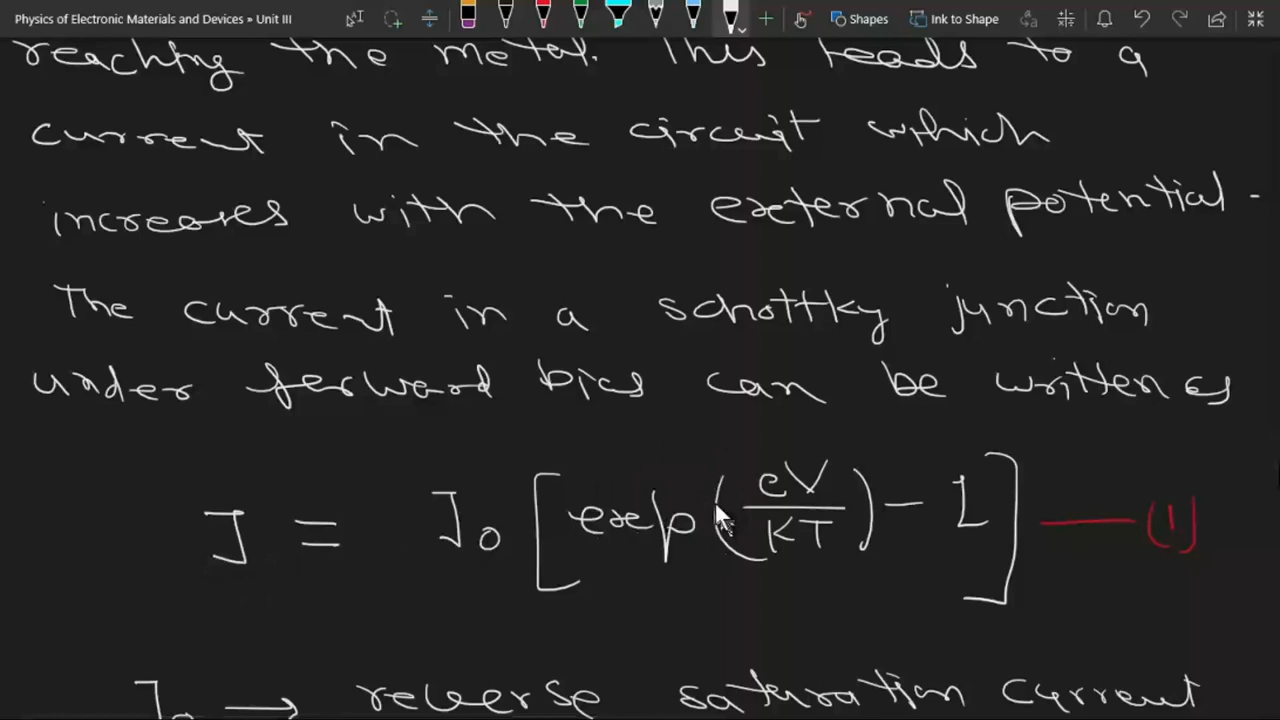 Physics of Electronic Materials and Devices » Unit III
Shapes
Ink to Shape
reaching the metal. This leads to a
current in the circuit which
increases with the external potential.
The current in a schottky junction
under forward bias can be written as
J = J₀ [exp(eV/KT) - 1] —— (1)
J₀ → reverse saturation current